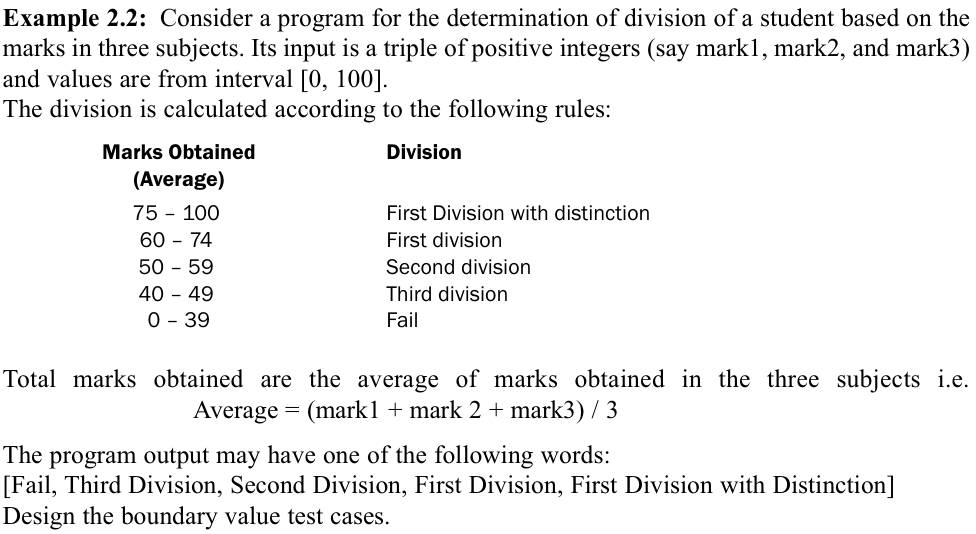 Example 2.2: Consider a program for the determination of division of a student based on the
marks in three subjects. Its input is a triple of positive integers (say mark1, mark2, and mark3)
and values are from interval [0, 100].
The division is calculated according to the following rules:
Marks Obtained Division
(Average)
75 – 100 First Division with distinction
60 – 74 First division
50 – 59 Second division
40 – 49 Third division
0 – 39 Fail
Total marks obtained are the average of marks obtained in the three subjects i.e.
Average = (mark1 + mark 2 + mark3) / 3
The program output may have one of the following words:
[Fail, Third Division, Second Division, First Division, First Division with Distinction]
Design the boundary value test cases.